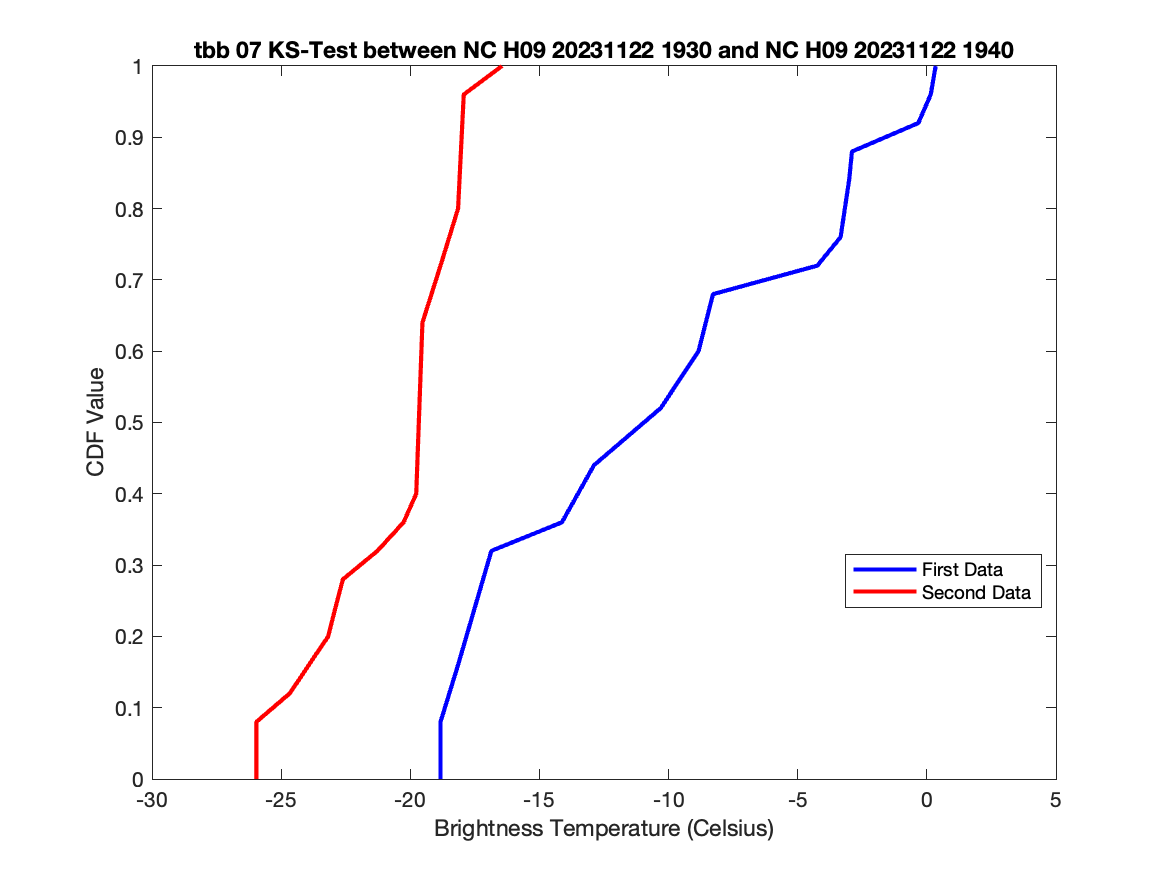 tbb 07 KS-Test between NC H09 20231122 1930 and NC H09 20231122 1940
1
0.9
0.8
0.7
0.6
0.5
0.4
0.3
0.2
0.1
0
CDF Value
First Data
Second Data
-30 -25 -20 -15 -10 -5 0 5
Brightness Temperature (Celsius)